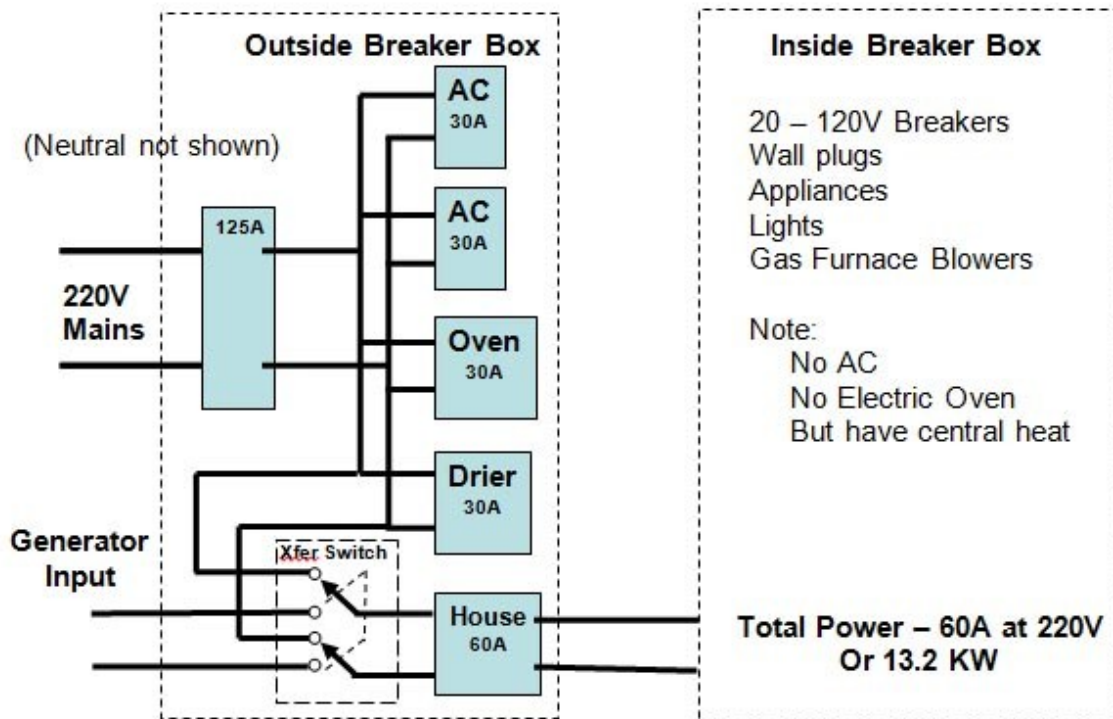 Outside Breaker Box
AC
30A
(Neutral not shown)
AC
30A
125A
220V
Mains
Oven
30A
Drier
30A
Generator
Input
Xfer Switch
House
60A
Inside Breaker Box
20 – 120V Breakers
Wall plugs
Appliances
Lights
Gas Furnace Blowers
Note:
No AC
No Electric Oven
But have central heat
Total Power – 60A at 220V
Or 13.2 KW